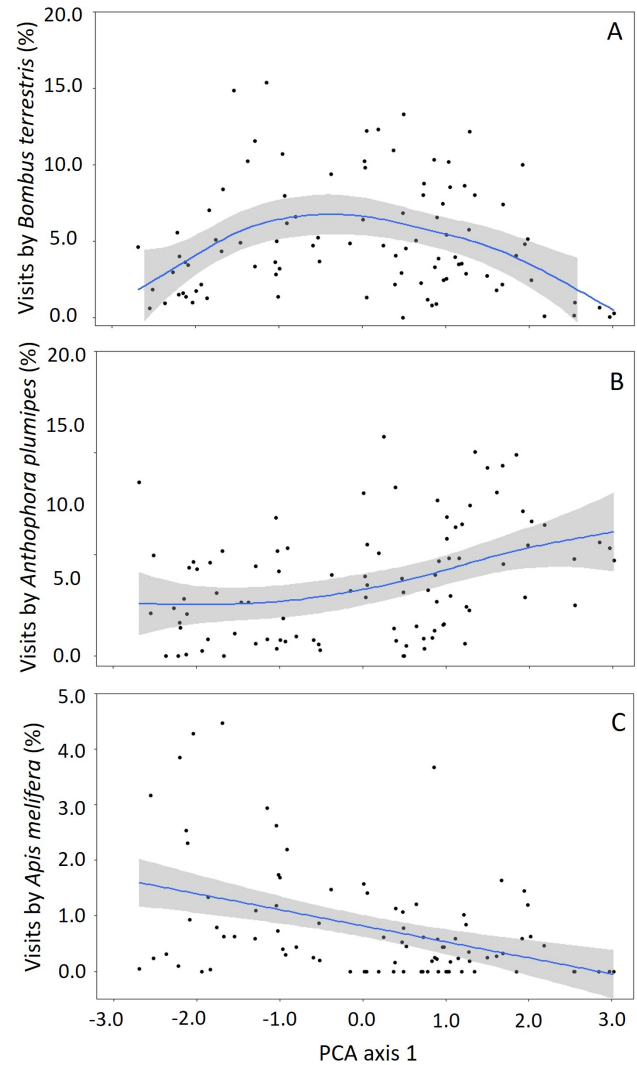 A
Visits by Bombus terrestris (%)
20.0
15.0
10.0
5.0
0.0
B
Visits by Anthophora plumipes (%)
20.0
15.0
10.0
5.0
0.0
C
Visits by Apis melífera (%)
5.0
4.0
3.0
2.0
1.0
0.0
-3.0 -2.0 -1.0 0.0 1.0 2.0 3.0
PCA axis 1